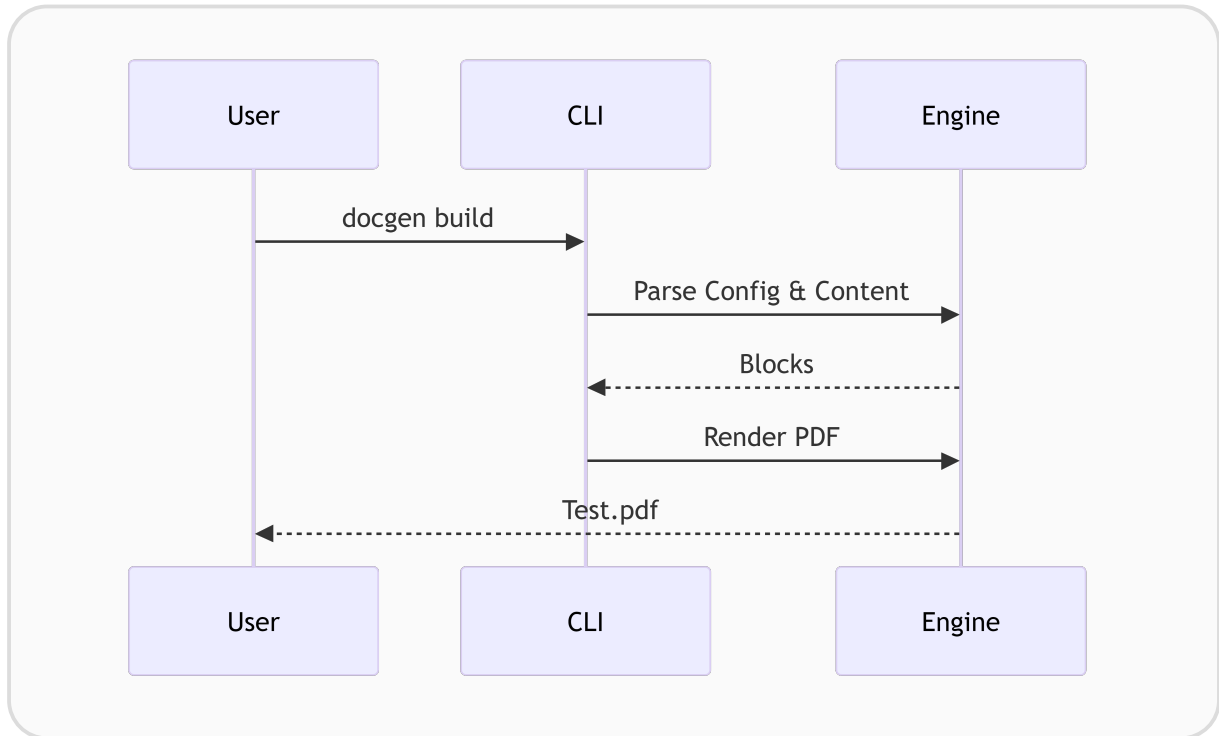 User
CLI
Engine
docgen build
Parse Config & Content
Blocks
Render PDF
Test.pdf
User
CLI
Engine